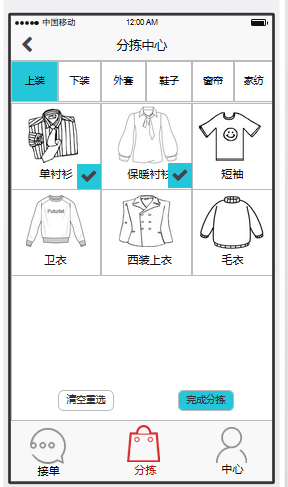 中国移动 12:00 AM
分拣中心
上装 下装 外套 鞋子 窗帘 家纺
单衬衫 保暖衬衫 短袖
Futurist
卫衣 西装上衣 毛衣
清空重选 完成分拣
接单 分拣 中心